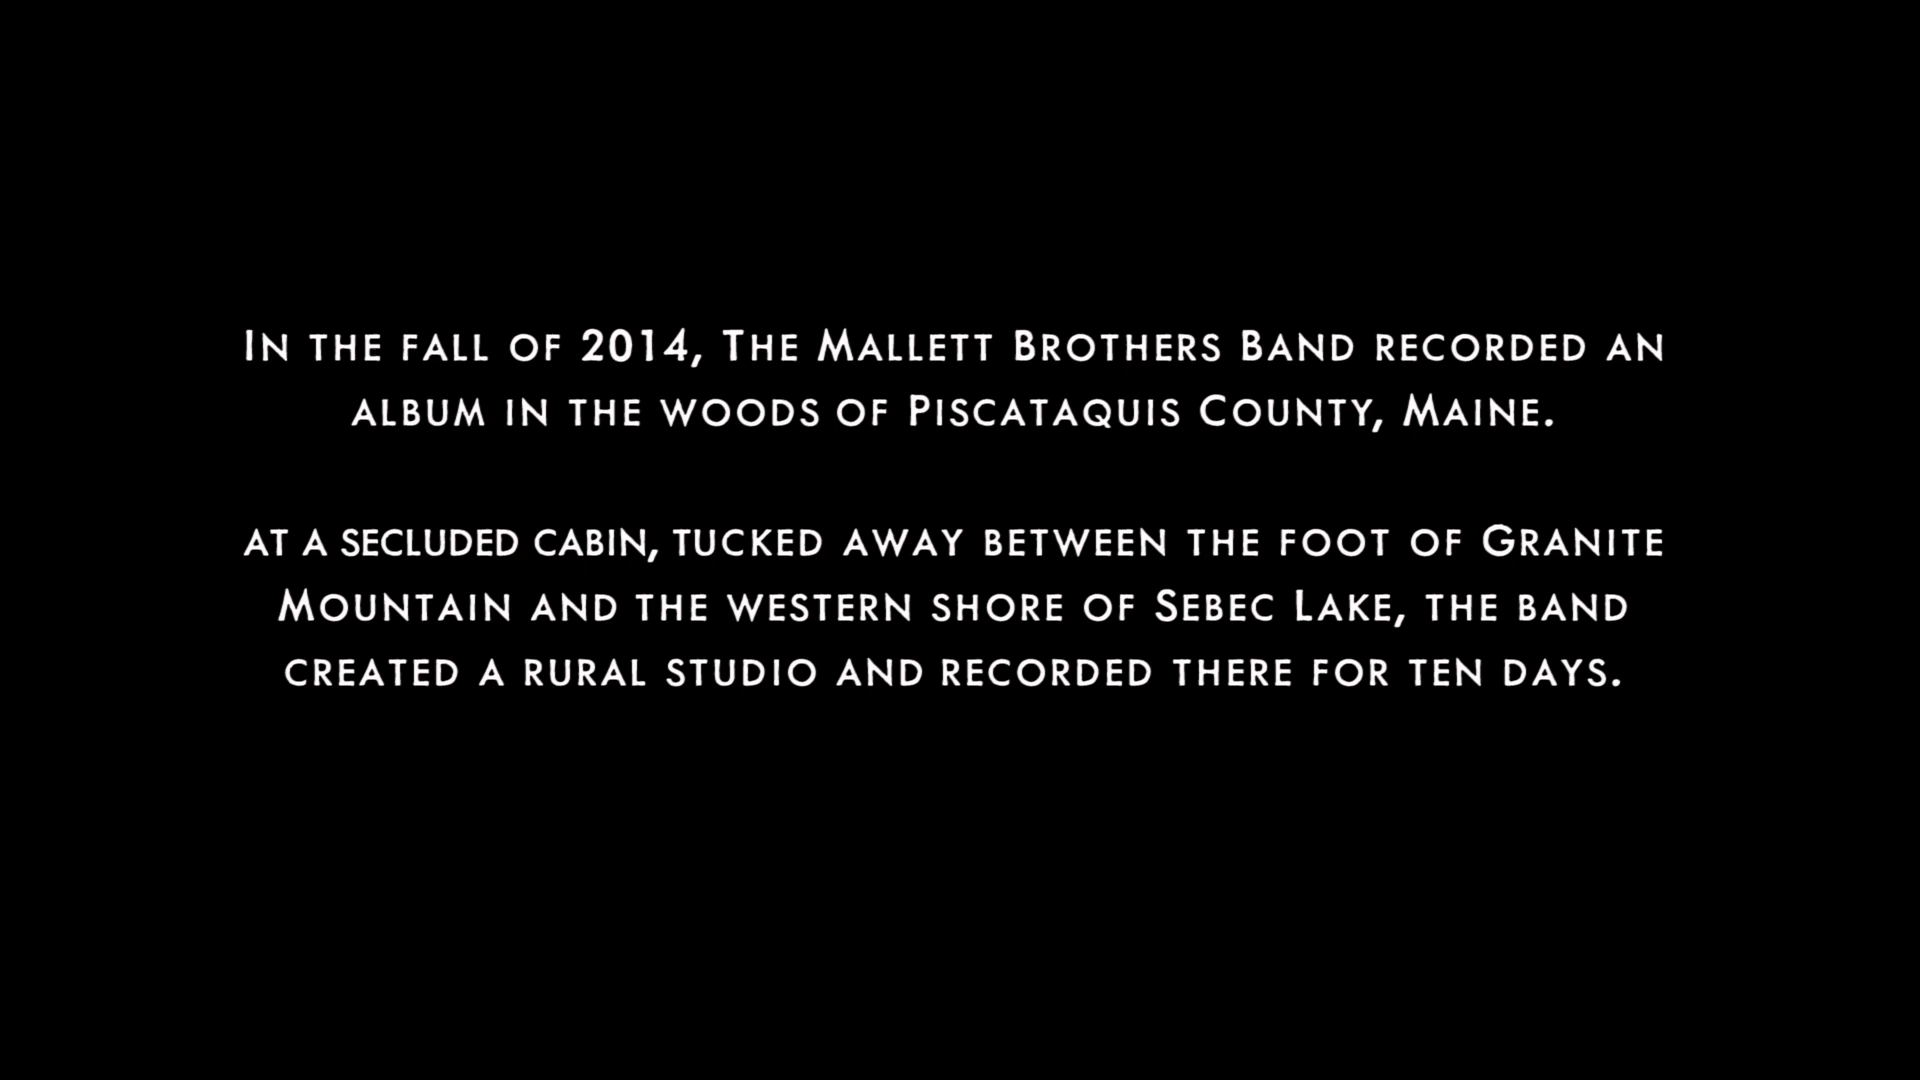 In the fall of 2014, The Mallett Brothers Band recorded an
album in the woods of Piscataquis County, Maine.
at a secluded cabin, tucked away between the foot of Granite
Mountain and the western shore of Sebec Lake, the band
created a rural studio and recorded there for ten days.